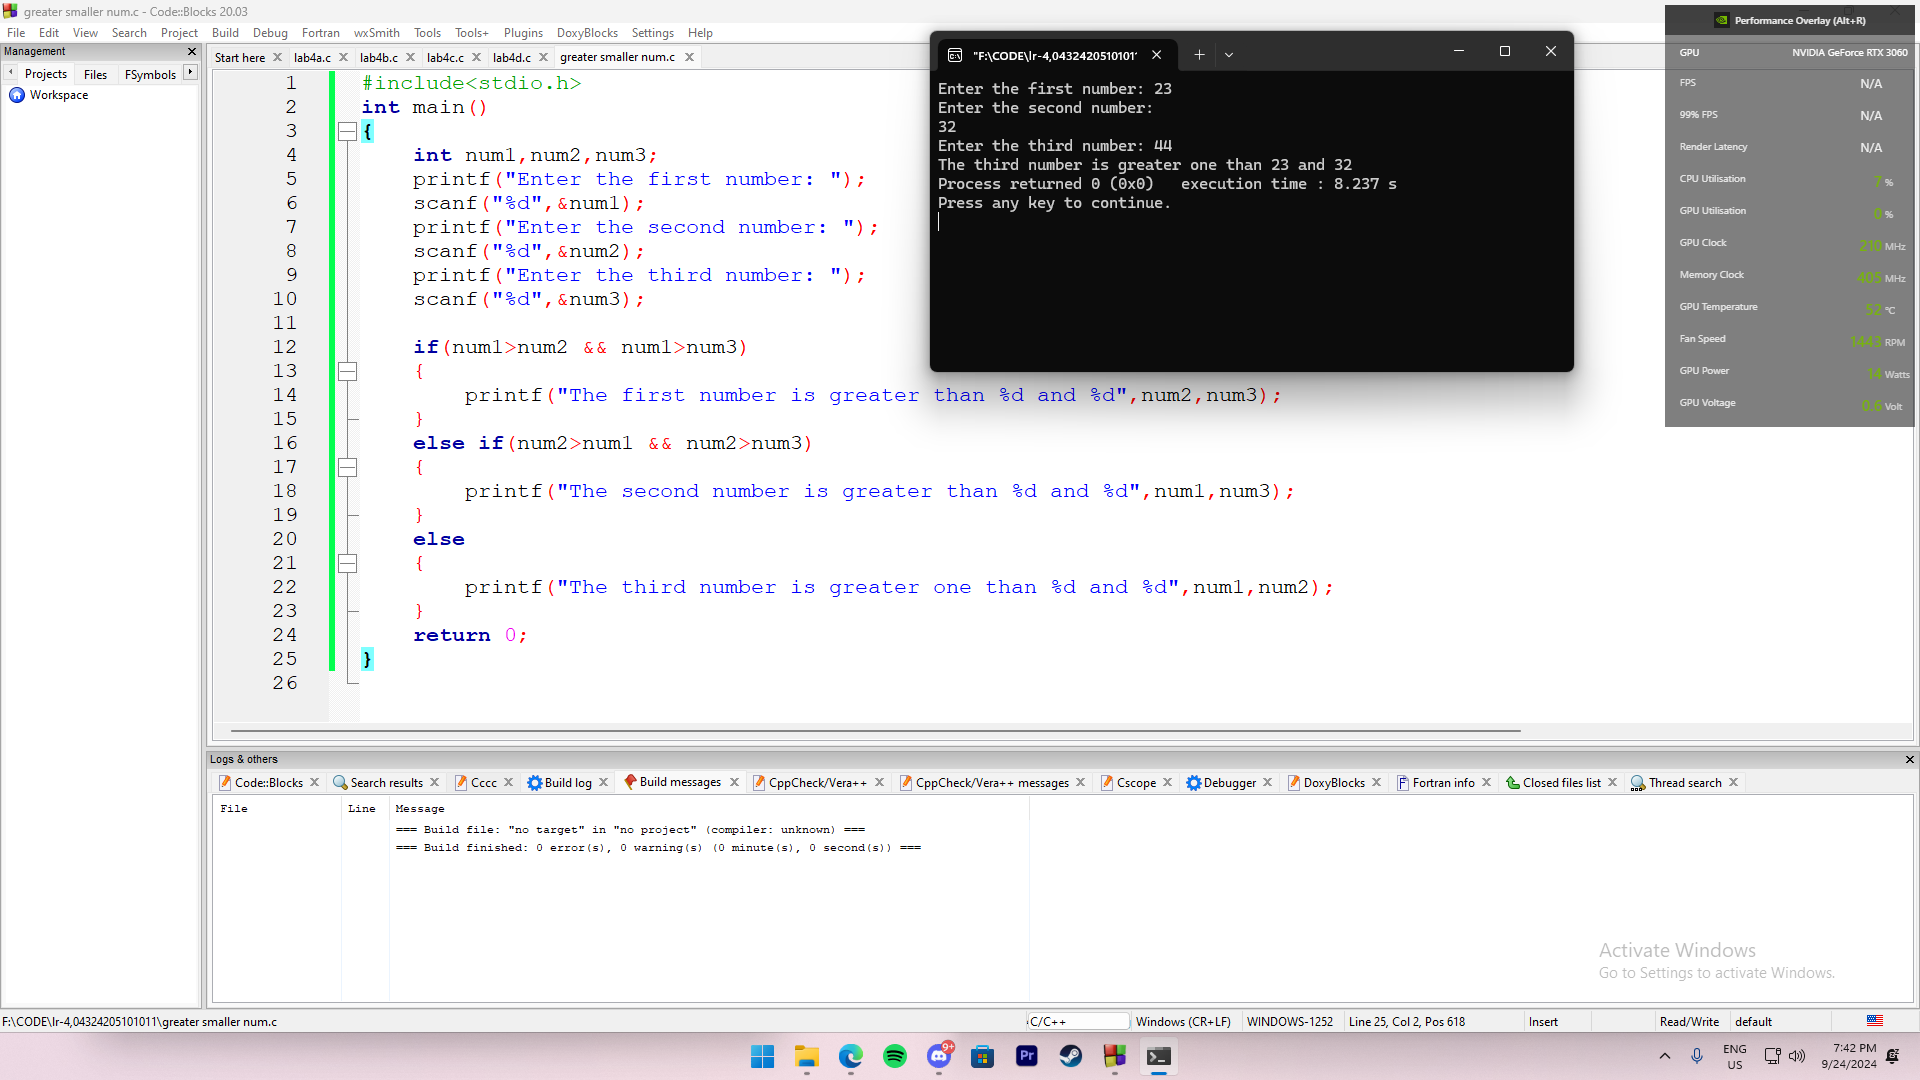 greater smaller num.c - Code::Blocks 20.03
File Edit View Search Project Build Debug Fortran wxSmith Tools Tools+ Plugins DoxyBlocks Settings Help
Management
Projects Files FSymbols
Workspace
Start here lab4a.c lab4b.c lab4c.c lab4d.c greater smaller num.c
1 #include<stdio.h>
2 int main()
3 {
4 int num1,num2,num3;
5 printf("Enter the first number: ");
6 scanf("%d",&num1);
7 printf("Enter the second number: ");
8 scanf("%d",&num2);
9 printf("Enter the third number: ");
10 scanf("%d",&num3);
11
12 if(num1>num2 && num1>num3)
13 {
14 printf("The first number is greater than %d and %d",num2,num3);
15 }
16 else if(num2>num1 && num2>num3)
17 {
18 printf("The second number is greater than %d and %d",num1,num3);
19 }
20 else
21 {
22 printf("The third number is greater one than %d and %d",num1,num2);
23 }
24 return 0;
25 }
26
"F:\CODE\lr-4,04324205101011"
Enter the first number: 23
Enter the second number:
32
Enter the third number: 44
The third number is greater one than 23 and 32
Process returned 0 (0x0) execution time : 8.237 s
Press any key to continue.
Performance Overlay (Alt+R)
GPU NVIDIA GeForce RTX 3060
FPS N/A
99% FPS N/A
Render Latency N/A
CPU Utilisation 7 %
GPU Utilisation 0 %
GPU Clock 210 MHz
Memory Clock 405 MHz
GPU Temperature 52 °C
Fan Speed 1443 RPM
GPU Power 14 Watts
GPU Voltage 0.6 Volt
Logs & others
Code::Blocks Search results Cccc Build log Build messages CppCheck/Vera++ CppCheck/Vera++ messages Cscope Debugger DoxyBlocks Fortran info Closed files list Thread search
File Line Message
=== Build file: "no target" in "no project" (compiler: unknown) ===
=== Build finished: 0 error(s), 0 warning(s) (0 minute(s), 0 second(s)) ===
Activate Windows
Go to Settings to activate Windows.
F:\CODE\lr-4,04324205101011\greater smaller num.c C/C++ Windows (CR+LF) WINDOWS-1252 Line 25, Col 2, Pos 618 Insert Read/Write default
9+
Pr
ENG
US
7:42 PM
9/24/2024